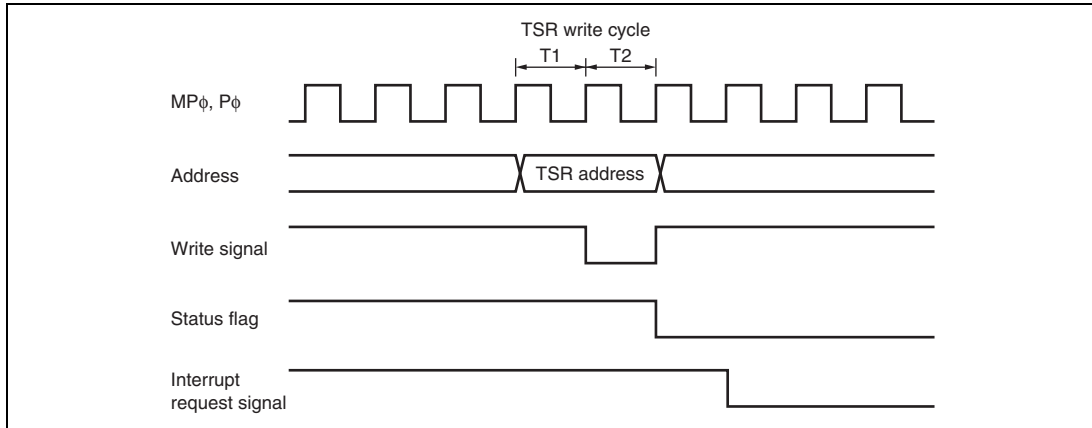 TSR write cycle
T1 T2
MPϕ, Pϕ
Address
TSR address
Write signal
Status flag
Interrupt
request signal